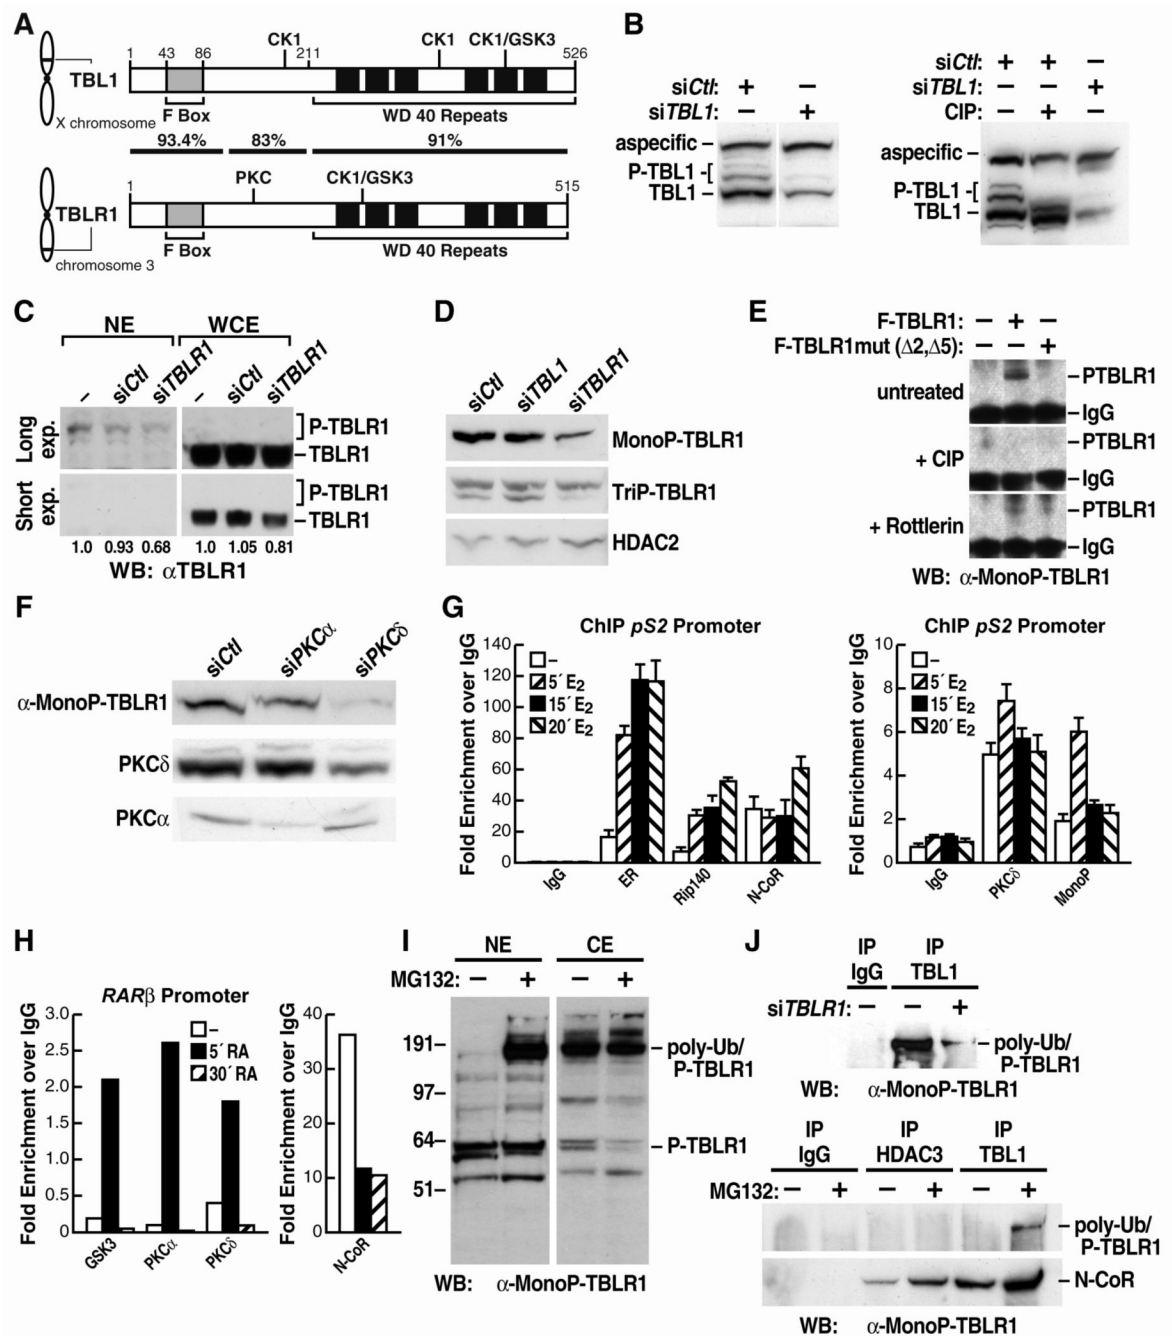 A
1 43 86 CK1 211 CK1 CK1/GSK3 526
TBL1
X chromosome
F Box
WD 40 Repeats
93.4% 83% 91%
1 PKC CK1/GSK3 515
TBLR1
chromosome 3
F Box
WD 40 Repeats
B
siCtl: + –
siTBL1: – +
aspecific
P-TBL1
TBL1
siCtl: + + –
siTBL1: – – +
CIP: – + –
aspecific
P-TBL1
TBL1
C
NE WCE
– siCtl siTBLR1 – siCtl siTBLR1
Long exp.
P-TBLR1
TBLR1
Short exp.
P-TBLR1
TBLR1
1.0 0.93 0.68 1.0 1.05 0.81
WB: αTBLR1
D
siCtl siTBL1 siTBLR1
MonoP-TBLR1
TriP-TBLR1
HDAC2
E
F-TBLR1: – + –
F-TBLR1mut (Δ2,Δ5): – – +
untreated
PTBLR1
IgG
+ CIP
PTBLR1
IgG
+ Rottlerin
PTBLR1
IgG
WB: α-MonoP-TBLR1
F
siCtl siPKCα siPKCδ
α-MonoP-TBLR1
PKCδ
PKCα
G
ChIP pS2 Promoter
Fold Enrichment over IgG
140
120
100
80
60
40
20
0
–
5´ E2
15´ E2
20´ E2
IgG ER Rip140 N-CoR
ChIP pS2 Promoter
Fold Enrichment over IgG
10
8
6
4
2
0
–
5´ E2
15´ E2
20´ E2
IgG PKCδ MonoP
H
RARβ Promoter
Fold Enrichment over IgG
3.0
2.5
2.0
1.5
1.0
0.5
0
–
5´ RA
30´ RA
GSK3 PKCα PKCδ
Fold Enrichment over IgG
40
30
20
10
0
N-CoR
I
NE CE
MG132: – + – +
191
97
64
51
poly-Ub/
P-TBLR1
P-TBLR1
WB: α-MonoP-TBLR1
J
IP IgG IP TBL1
siTBLR1: – – +
poly-Ub/
P-TBLR1
WB: α-MonoP-TBLR1
IP IgG IP HDAC3 IP TBL1
MG132: – + – + – +
poly-Ub/
P-TBLR1
N-CoR
WB: α-MonoP-TBLR1